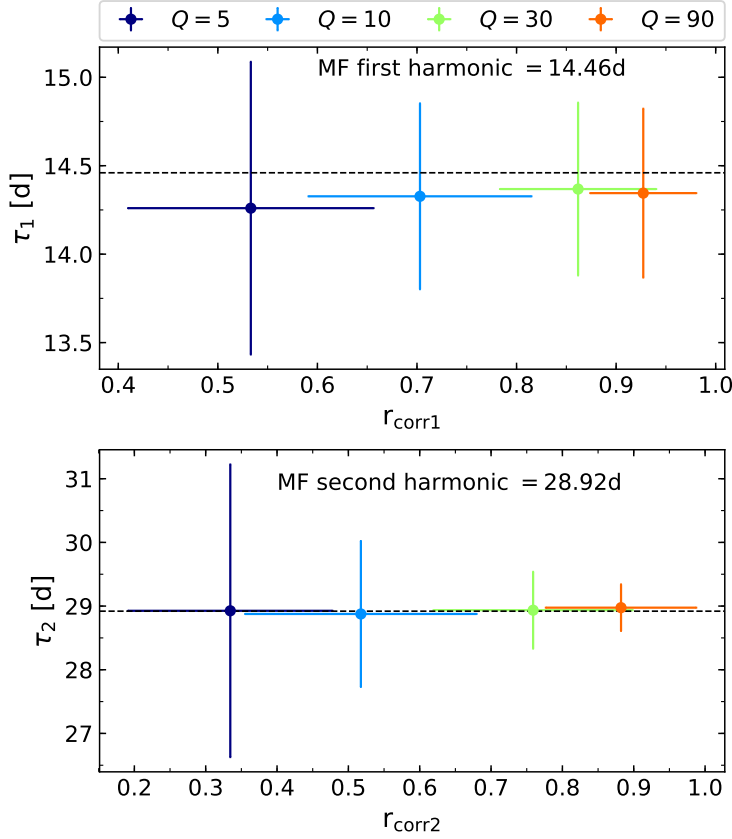 Q = 5 Q = 10 Q = 30 Q = 90
MF first harmonic = 14.46d
15.0
14.5
14.0
13.5
τ1 [d]
0.4 0.5 0.6 0.7 0.8 0.9 1.0
rcorr1
MF second harmonic = 28.92d
31
30
29
28
27
τ2 [d]
0.2 0.3 0.4 0.5 0.6 0.7 0.8 0.9 1.0
rcorr2